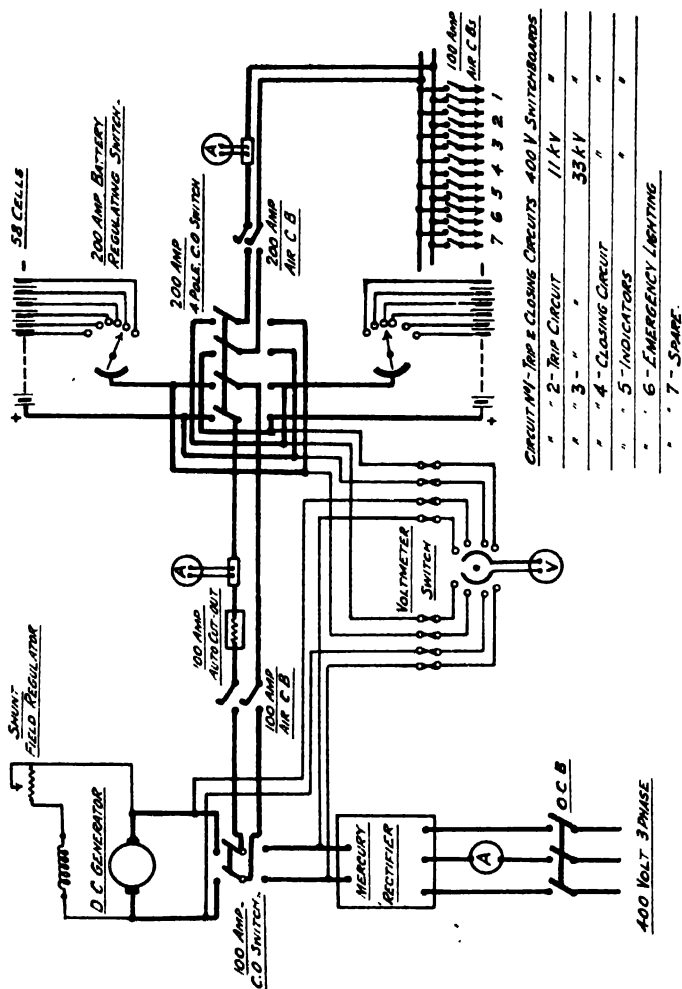 SHUNT
FIELD REGULATOR
D C GENERATOR
100 AMP-
C.O SWITCH-
MERCURY
RECTIFIER
A
O C B
400 VOLT 3 PHASE
100 AMP
AIR C B
100 AMP
AUTO CUT-OUT
A
VOLTMETER
SWITCH
V
58 CELLS
+
-
200 AMP BATTERY
REGULATING SWITCH-
200 AMP
4 POLE. C.O SWITCH
200 AMP
AIR C B
A
+
-
100 AMP
AIR C BS
7 6 5 4 3 2 1
CIRCUIT Nº1-TRIP & CLOSING CIRCUITS 400 V SWITCHBOARDS
" " 2-TRIP CIRCUIT 11 KV "
" " 3- " " 33 KV "
" " 4-CLOSING CIRCUIT " "
" " 5-INDICATORS " "
" " 6-EMERGENCY LIGHTING
" " 7-SPARE.